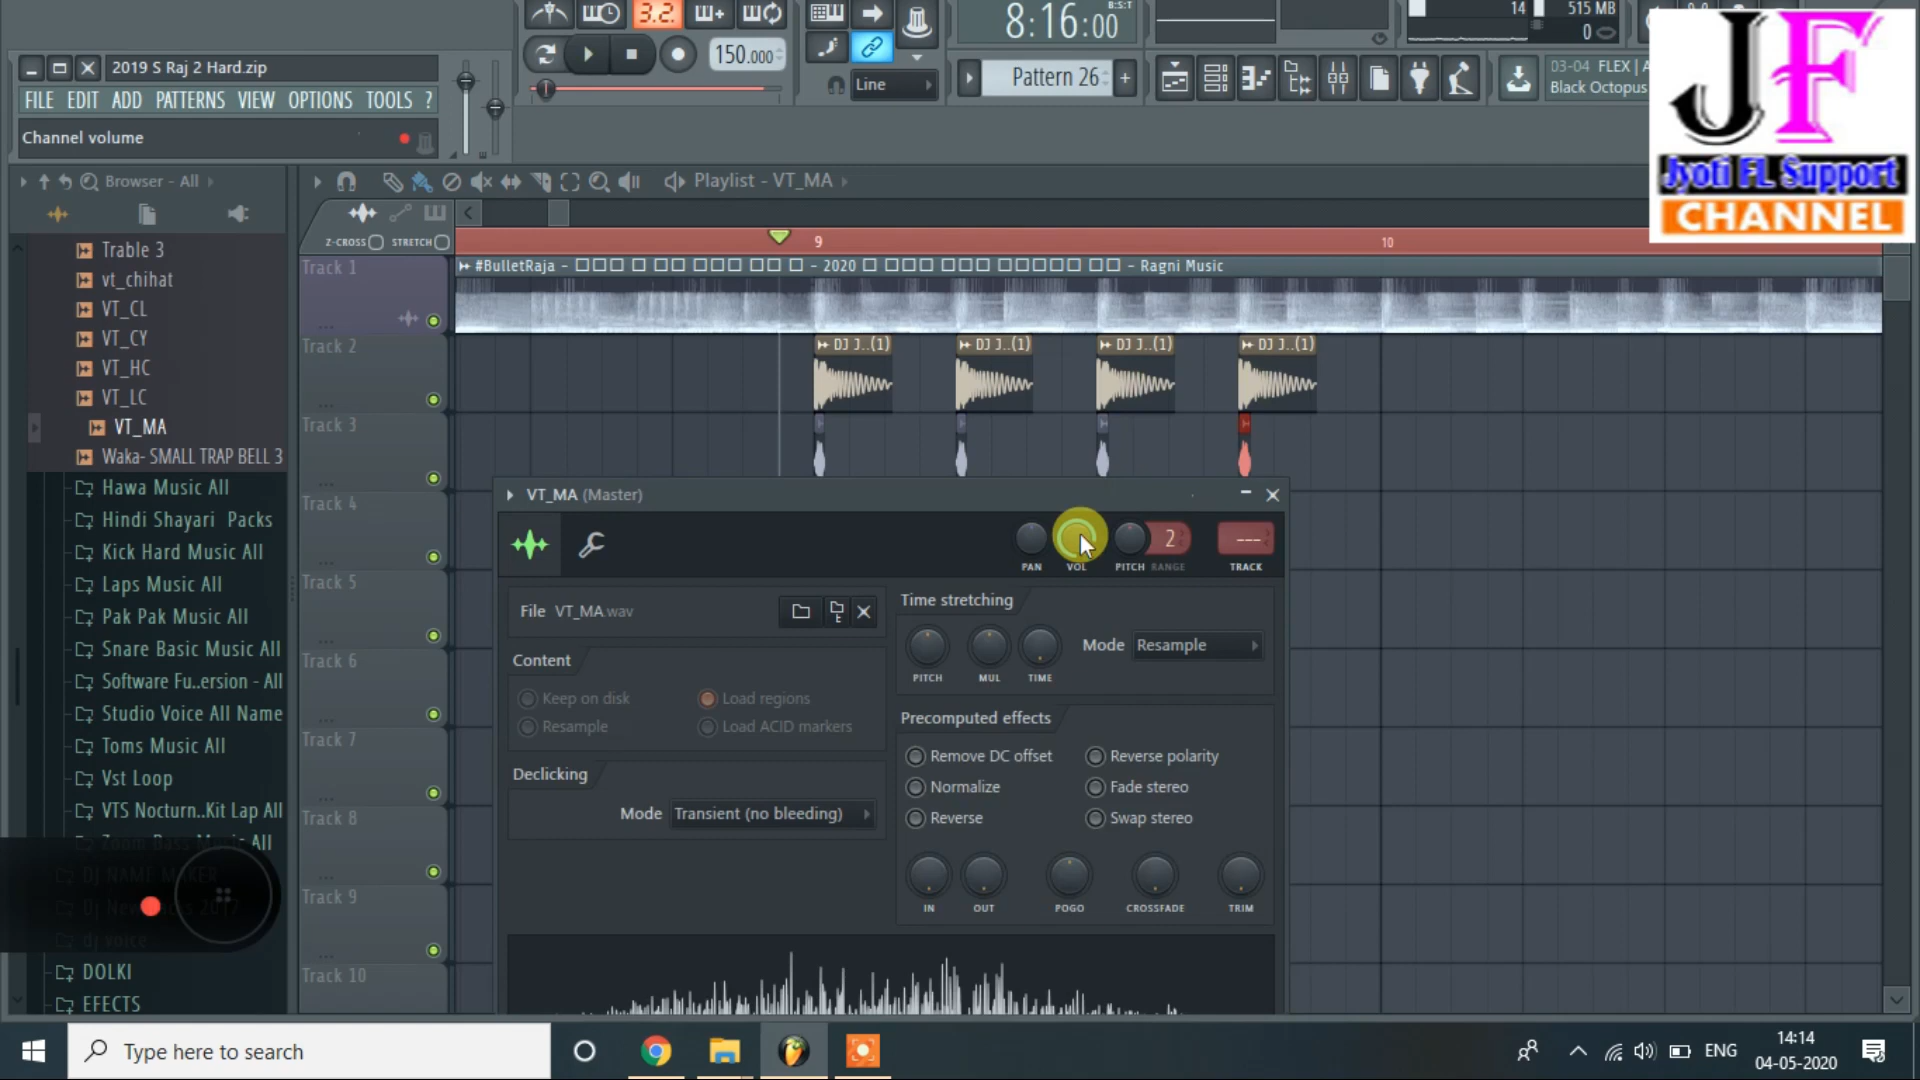 2019 S Raj 2 Hard.zip
FILE EDIT ADD PATTERNS VIEW OPTIONS TOOLS ?
Channel volume
3.2.
150.000
8:16:00
B:S:T
Line
Pattern 26
14
515 MB
0
03-04 FLEX |
Black Octopus
JF
Jyoti FL Support
CHANNEL
Browser - All
Playlist - VT_MA
Z-CROSS STRETCH
9
10
#BulletRaja - □□□ □ □□ □□□ □□ □ - 2020 □ □□□ □□□ □□□□□ □□ - Ragni Music
Track 1
Track 2
Track 3
Track 4
Track 5
Track 6
Track 7
Track 8
Track 9
Track 10
DJ J..(1)
DJ J..(1)
DJ J..(1)
DJ J..(1)
Trable 3
vt_chihat
VT_CL
VT_CY
VT_HC
VT_LC
VT_MA
Waka- SMALL TRAP BELL 3
Hawa Music All
Hindi Shayari Packs
Kick Hard Music All
Laps Music All
Pak Pak Music All
Snare Basic Music All
Software Fu..ersion - All
Studio Voice All Name
Toms Music All
Vst Loop
VTS Nocturn..Kit Lap All
Zoom Bass Music All
DJ NAME MAKER
dj voice
DOLKI
EFFECTS
VT_MA (Master)
2
---
PAN VOL PITCH RANGE TRACK
File VT_MA.wav
Content
Keep on disk
Load regions
Resample
Load ACID markers
Declicking
Mode Transient (no bleeding)
Time stretching
PITCH MUL TIME
Mode Resample
Precomputed effects
Remove DC offset
Reverse polarity
Normalize
Fade stereo
Reverse
Swap stereo
IN OUT POGO CROSSFADE TRIM
Type here to search
ENG
14:14
04-05-2020